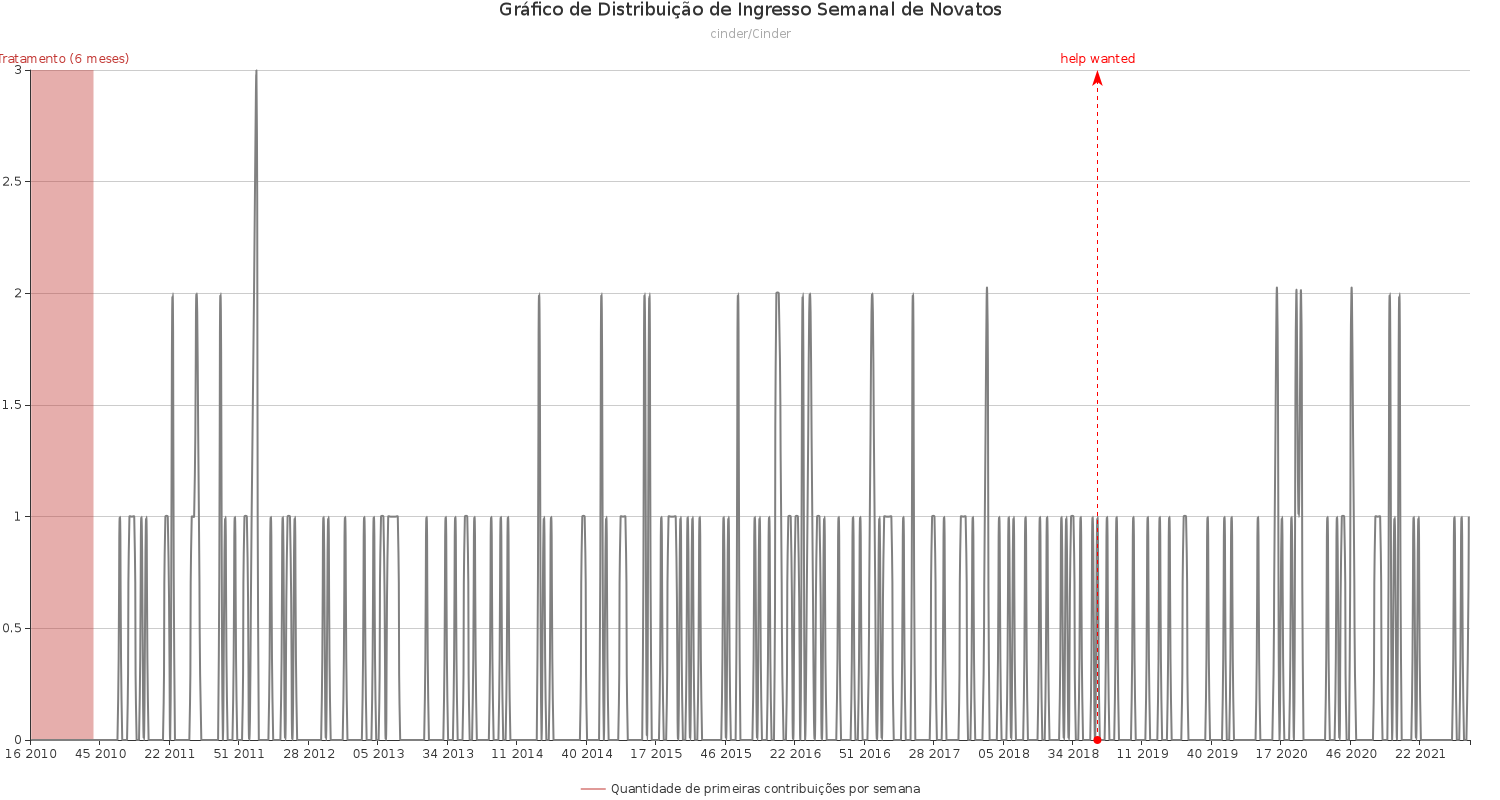 Gráfico de Distribuição de Ingresso Semanal de Novatos
cinder/Cinder
Tratamento (6 meses)
help wanted
3
2.5
2
1.5
1
0.5
0
16 2010 45 2010 22 2011 51 2011 28 2012 05 2013 34 2013 11 2014 40 2014 17 2015 46 2015 22 2016 51 2016 28 2017 05 2018 34 2018 11 2019 40 2019 17 2020 46 2020 22 2021
Quantidade de primeiras contribuições por semana